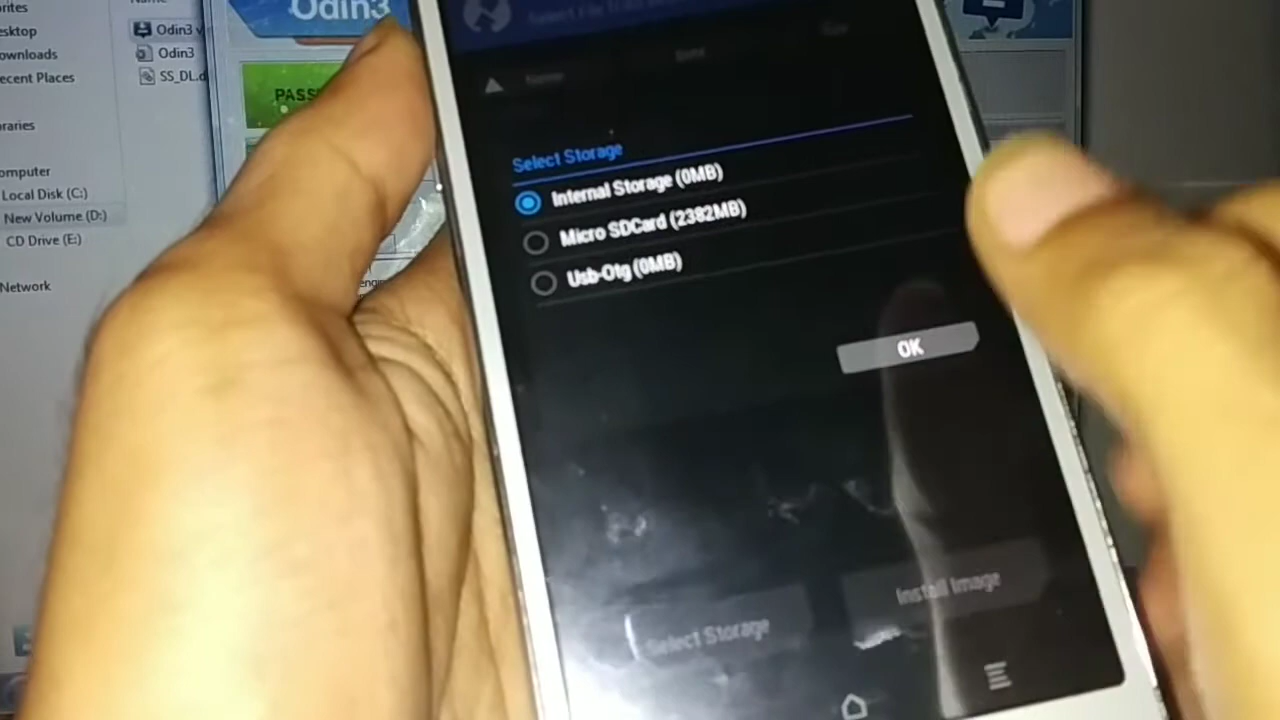 Odin3
Odin3 v
Odin3
SS_DL.d
esktop
ownloads
ecent Places
raries
omputer
Local Disk (C:)
New Volume (D:)
CD Drive (E:)
Network
PASS
Select Storage
Internal Storage (0MB)
Micro SDCard (2382MB)
Usb-Otg (0MB)
OK
Select Storage
Install Image